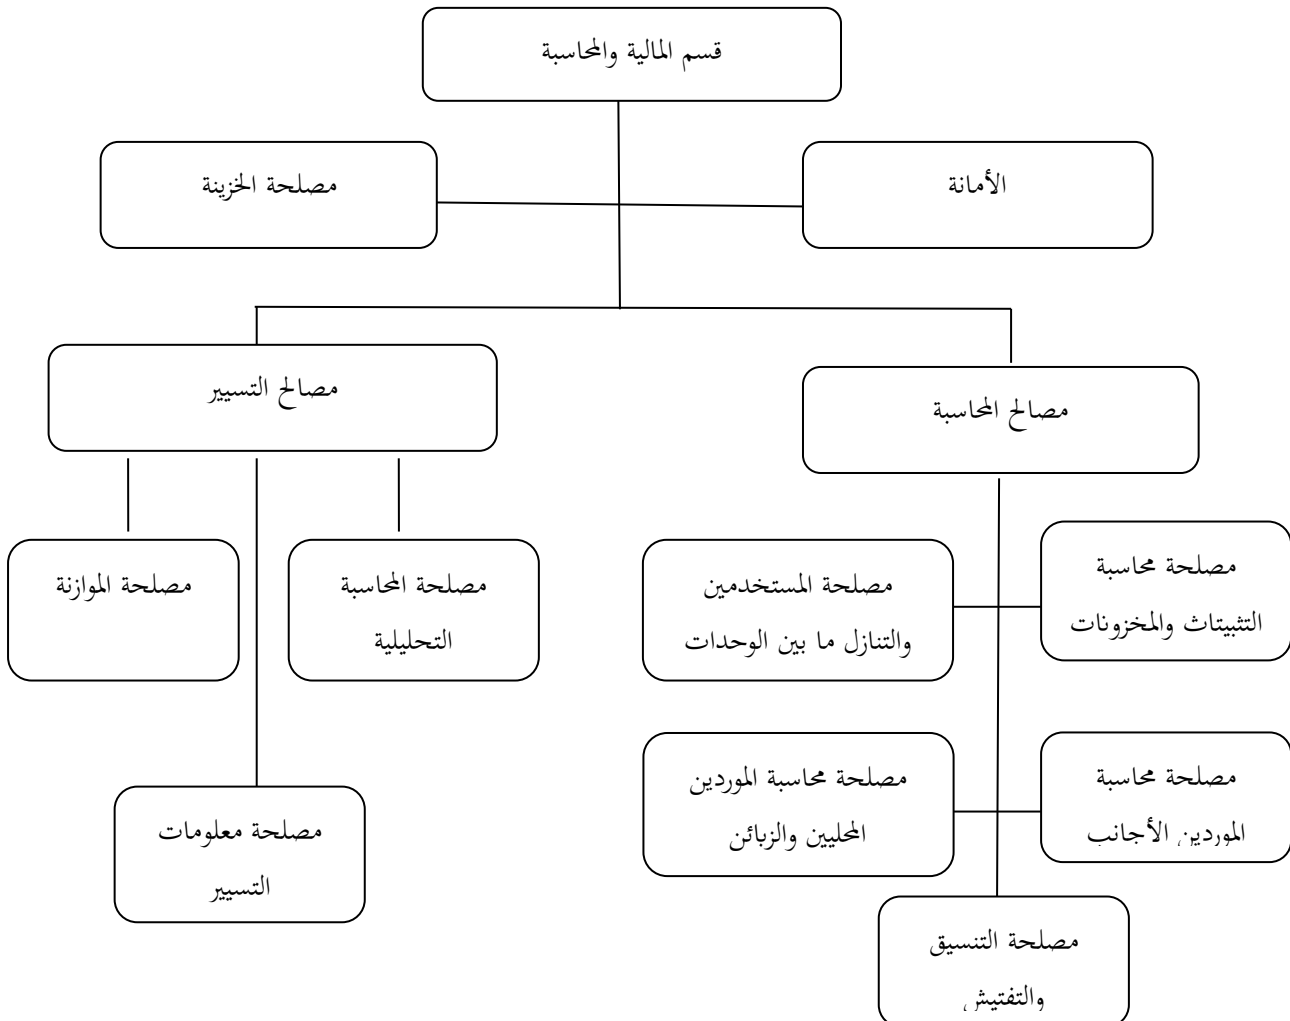 قسم المالية والمحاسبة
الأمانة
مصلحة الخزينة
مصالح المحاسبة
مصالح التسيير
مصلحة محاسبة
التثبيتاث والمخزونات
مصلحة المستخدمين
والتنازل ما بين الوحدات
مصلحة المحاسبة
التحليلية
مصلحة الموازنة
مصلحة محاسبة
الموردين الأجانب
مصلحة محاسبة الموردين
المحليين والزبائن
مصلحة معلومات
التسيير
مصلحة التنسيق
والتفتيش